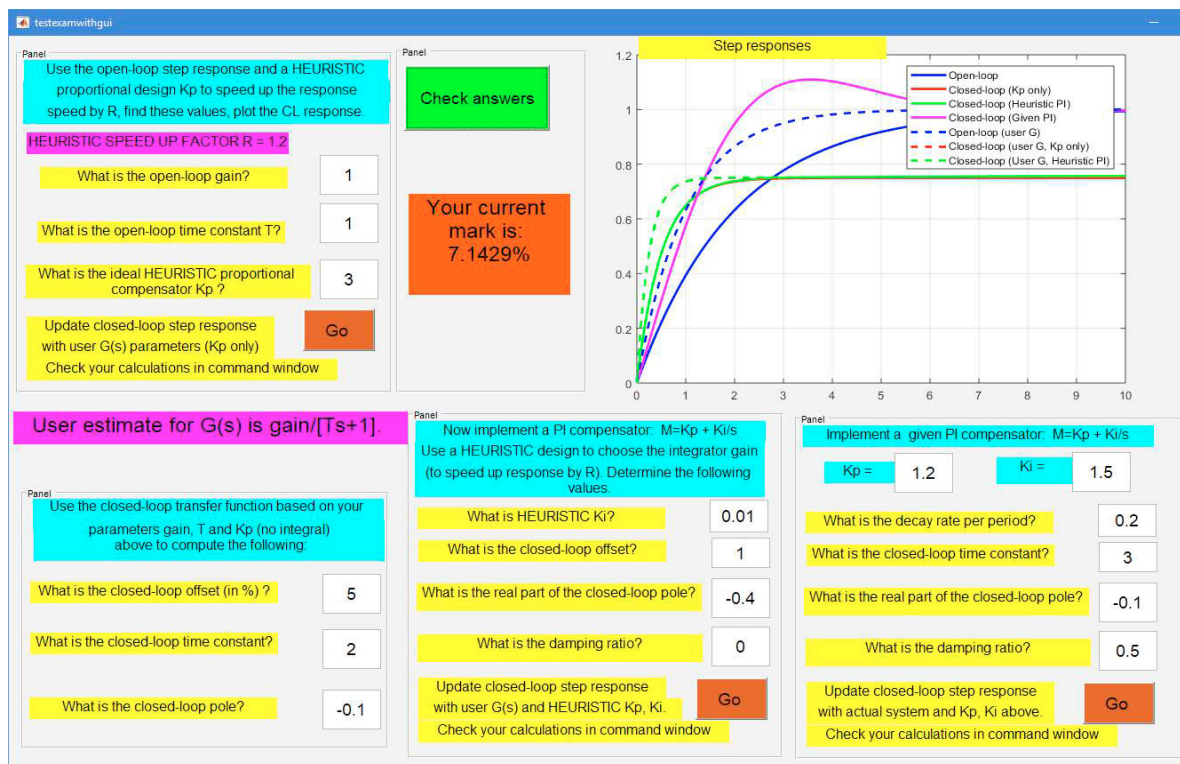 testexamwithgui
Panel
Use the open-loop step response and a HEURISTIC
proportional design Kp to speed up the response
speed by R, find these values, plot the CL response.
HEURISTIC SPEED UP FACTOR R = 1.2
What is the open-loop gain?
1
What is the open-loop time constant T?
1
What is the ideal HEURISTIC proportional
compensator Kp ?
3
Update closed-loop step response
with user G(s) parameters (Kp only)
Check your calculations in command window
Go
Panel
Check answers
Your current
mark is:
7.1429%
Step responses
1.2
1
0.8
0.6
0.4
0.2
0
0 1 2 3 4 5 6 7 8 9 10
Open-loop
Closed-loop (Kp only)
Closed-loop (Heuristic PI)
Closed-loop (Given PI)
Open-loop (user G)
Closed-loop (user G, Kp only)
Closed-loop (User G, Heuristic PI)
User estimate for G(s) is gain/[Ts+1].
Panel
Use the closed-loop transfer function based on your
parameters gain, T and Kp (no integral)
above to compute the following:
What is the closed-loop offset (in %) ?
5
What is the closed-loop time constant?
2
What is the closed-loop pole?
-0.1
Panel
Now implement a PI compensator: M=Kp + Ki/s
Use a HEURISTIC design to choose the integrator gain
(to speed up response by R). Determine the following
values.
What is HEURISTIC Ki?
0.01
What is the closed-loop offset?
1
What is the real part of the closed-loop pole?
-0.4
What is the damping ratio?
0
Update closed-loop step response
with user G(s) and HEURISTIC Kp, Ki.
Check your calculations in command window
Go
Panel
Implement a given PI compensator: M=Kp + Ki/s
Kp =
1.2
Ki =
1.5
What is the decay rate per period?
0.2
What is the closed-loop time constant?
3
What is the real part of the closed-loop pole?
-0.1
What is the damping ratio?
0.5
Update closed-loop step response
with actual system and Kp, Ki above.
Check your calculations in command window
Go